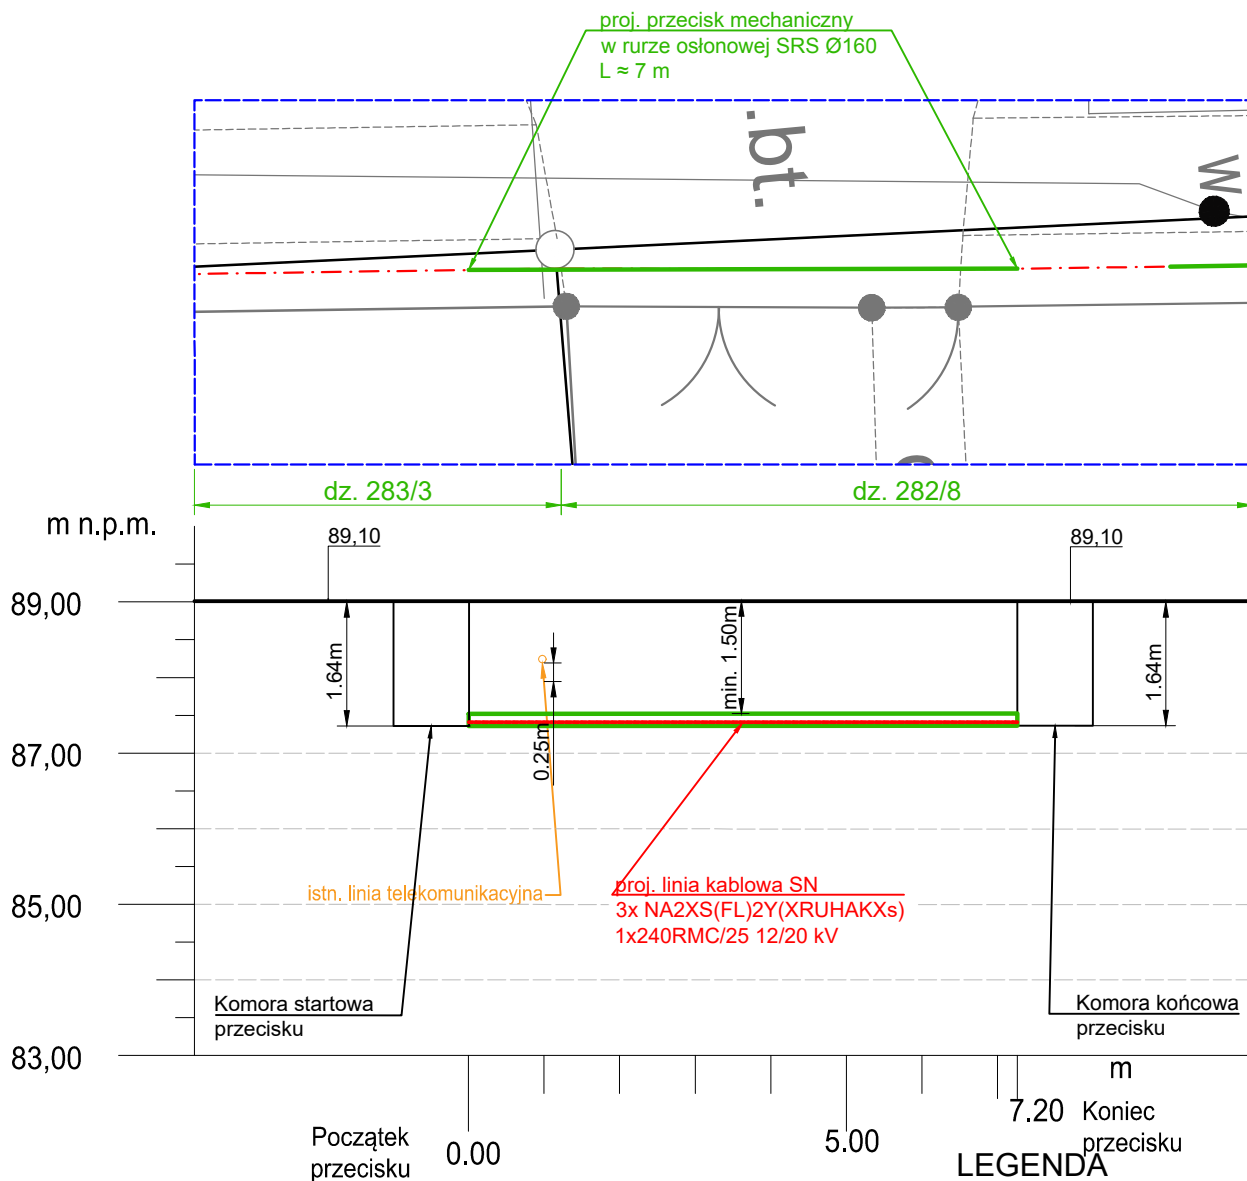 proj. przecisk mechaniczny
w rurze osłonowej SRS Ø160
L ≈ 7 m
.bt.
w
dz. 283/3
dz. 282/8
m n.p.m.
89,10
89,10
89,00
1.64m
min. 1.50m
1.64m
0.25m
87,00
istn. linia telekomunikacyjna
proj. linia kablowa SN
3x NA2XS(FL)2Y(XRUHAKXs)
1x240RMC/25 12/20 kV
85,00
Komora startowa
przecisku
Komora końcowa
przecisku
83,00
m
Początek
przecisku
0.00
5.00
7.20
Koniec
przecisku
LEGENDA